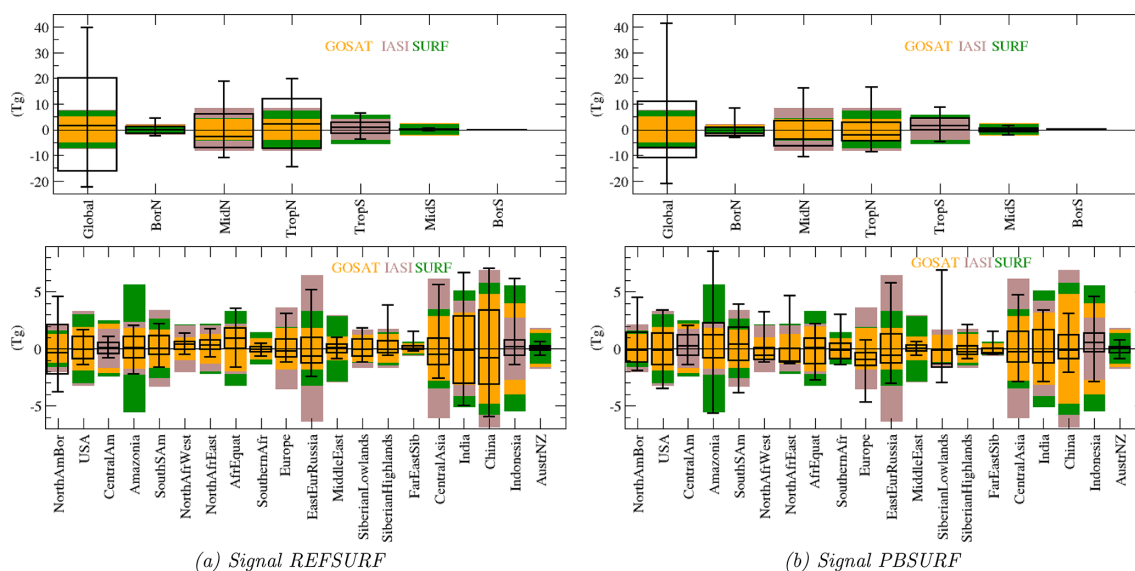 40
30
20
10
0
-10
-20
(Tg)
GOSAT IASI SURF
Global
BorN
MidN
TropN
TropS
MidS
BorS
40
30
20
10
0
-10
-20
(Tg)
GOSAT IASI SURF
Global
BorN
MidN
TropN
TropS
MidS
BorS
5
0
-5
(Tg)
GOSAT IASI SURF
NorthAmBor
USA
CentralAm
Amazonia
SouthSAm
NorthAfrWest
NorthAfrEast
AfrEquat
SouthernAfr
Europe
EastEurRussia
MiddleEast
SiberianLowlands
SiberianHighlands
FarEastSib
CentralAsia
India
China
Indonesia
AustrNZ
5
0
-5
(Tg)
GOSAT IASI SURF
NorthAmBor
USA
CentralAm
Amazonia
SouthSAm
NorthAfrWest
NorthAfrEast
AfrEquat
SouthernAfr
Europe
EastEurRussia
MiddleEast
SiberianLowlands
SiberianHighlands
FarEastSib
CentralAsia
India
China
Indonesia
AustrNZ
(a) Signal REFSURF
(b) Signal PBSURF